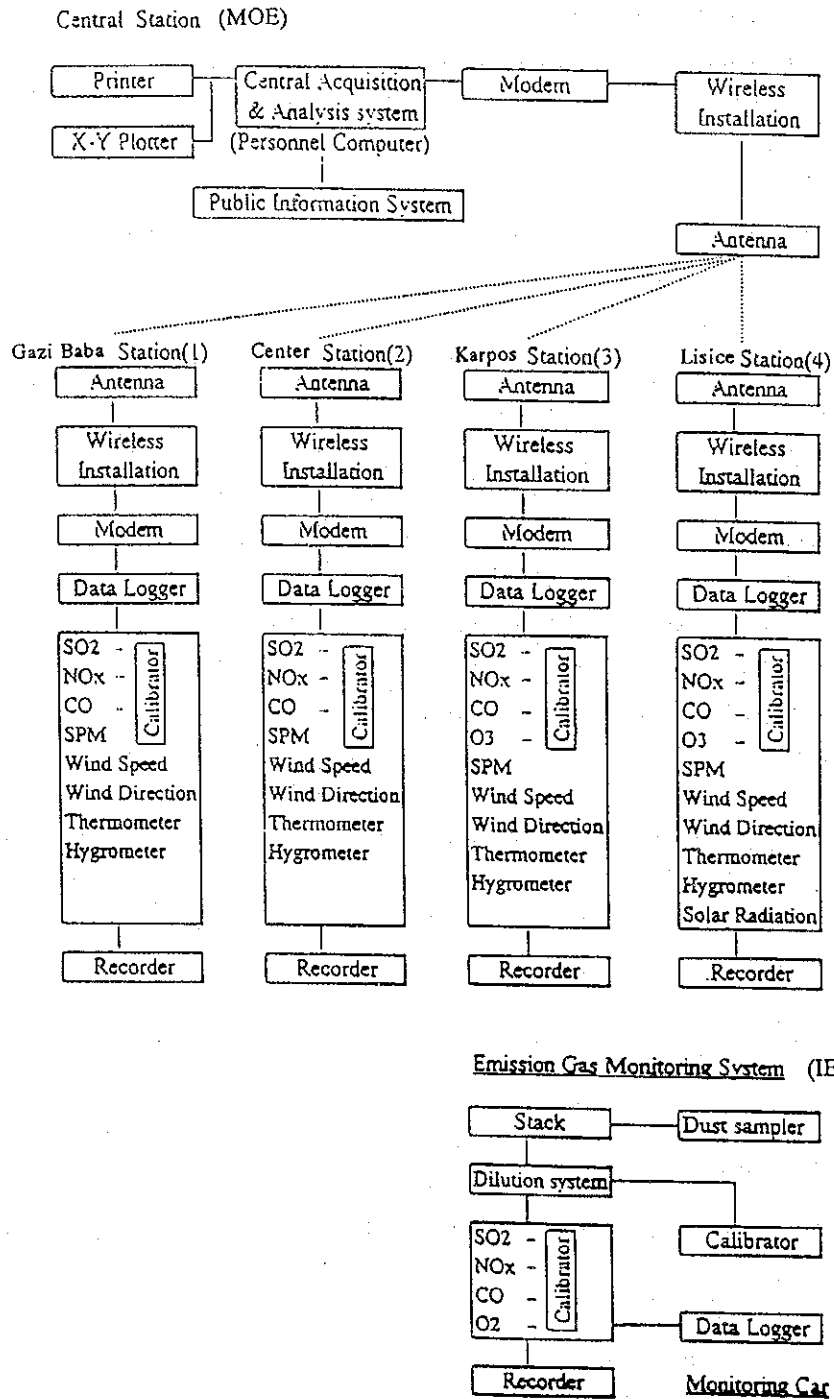 Central Station (MOE)
Printer
Central Acquisition
& Analysis system
Modem
Wireless
Installation
X-Y Plotter
(Personnel Computer)
Public Information System
Antenna
Gazi Baba Station(1)
Antenna
Wireless
Installation
Modem
Data Logger
SO2 -
NOx -
CO -
SPM
Calibrator
Wind Speed
Wind Direction
Thermometer
Hygrometer
Recorder
Center Station(2)
Antenna
Wireless
Installation
Modem
Data Logger
SO2 -
NOx -
CO -
SPM
Calibrator
Wind Speed
Wind Direction
Thermometer
Hygrometer
Recorder
Karpos Station(3)
Antenna
Wireless
Installation
Modem
Data Logger
SO2 -
NOx -
CO -
O3 -
Calibrator
SPM
Wind Speed
Wind Direction
Thermometer
Hygrometer
Recorder
Lisice Station(4)
Antenna
Wireless
Installation
Modem
Data Logger
SO2 -
NOx -
CO -
O3 -
Calibrator
SPM
Wind Speed
Wind Direction
Thermometer
Hygrometer
Solar Radiation
Recorder
Emission Gas Monitoring System (IE
Stack
Dust sampler
Dilution system
SO2 -
NOx -
CO -
O2 -
Calibrator
Calibrator
Data Logger
Recorder
Monitoring Car